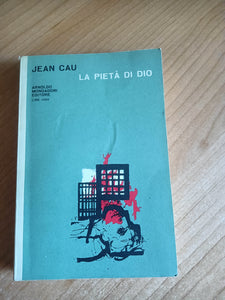 JEAN CAU
LA PIETÀ DI DIO
ARNOLDO
MONDADORI
EDITORE